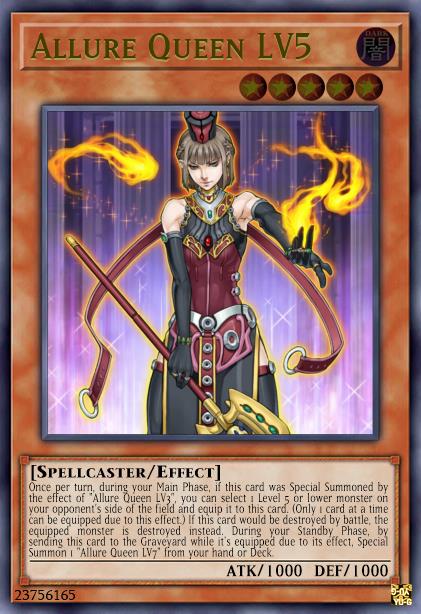 ALLURE QUEEN LV5
DARK
闇
[SPELLCASTER/EFFECT]
Once per turn, during your Main Phase, if this card was Special Summoned by
the effect of "Allure Queen LV3", you can select 1 Level 5 or lower monster on
your opponent's side of the field and equip it to this card. (Only 1 card at a time
can be equipped due to this effect.) If this card would be destroyed by battle, the
equipped monster is destroyed instead. During your Standby Phase, by
sending this card to the Graveyard while it's equipped due to its effect, Special
Summon 1 "Allure Queen LV7" from your hand or Deck.
ATK/1000 DEF/1000
23756165